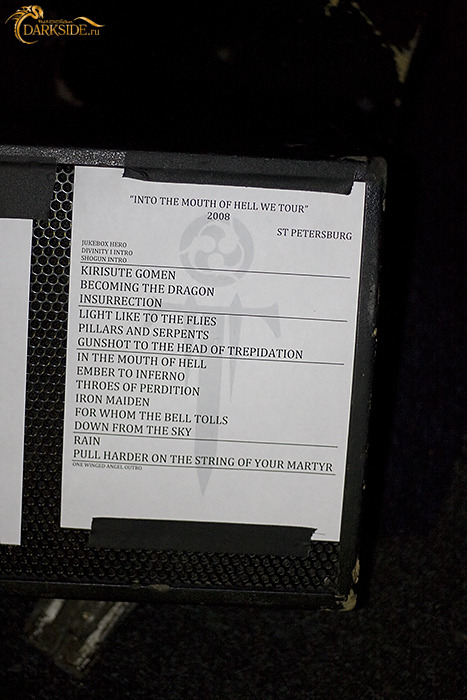 DARKSIDE.ru
"INTO THE MOUTH OF HELL WE TOUR"
2008
ST PETERSBURG
JUKEBOX HERO
DIVINITY I INTRO
SHOGUN INTRO
KIRISUTE GOMEN
BECOMING THE DRAGON
INSURRECTION
LIGHT LIKE TO THE FLIES
PILLARS AND SERPENTS
GUNSHOT TO THE HEAD OF TREPIDATION
IN THE MOUTH OF HELL
EMBER TO INFERNO
THROES OF PERDITION
IRON MAIDEN
FOR WHOM THE BELL TOLLS
DOWN FROM THE SKY
RAIN
PULL HARDER ON THE STRING OF YOUR MARTYR
ONE WINGED ANGEL OUTRO